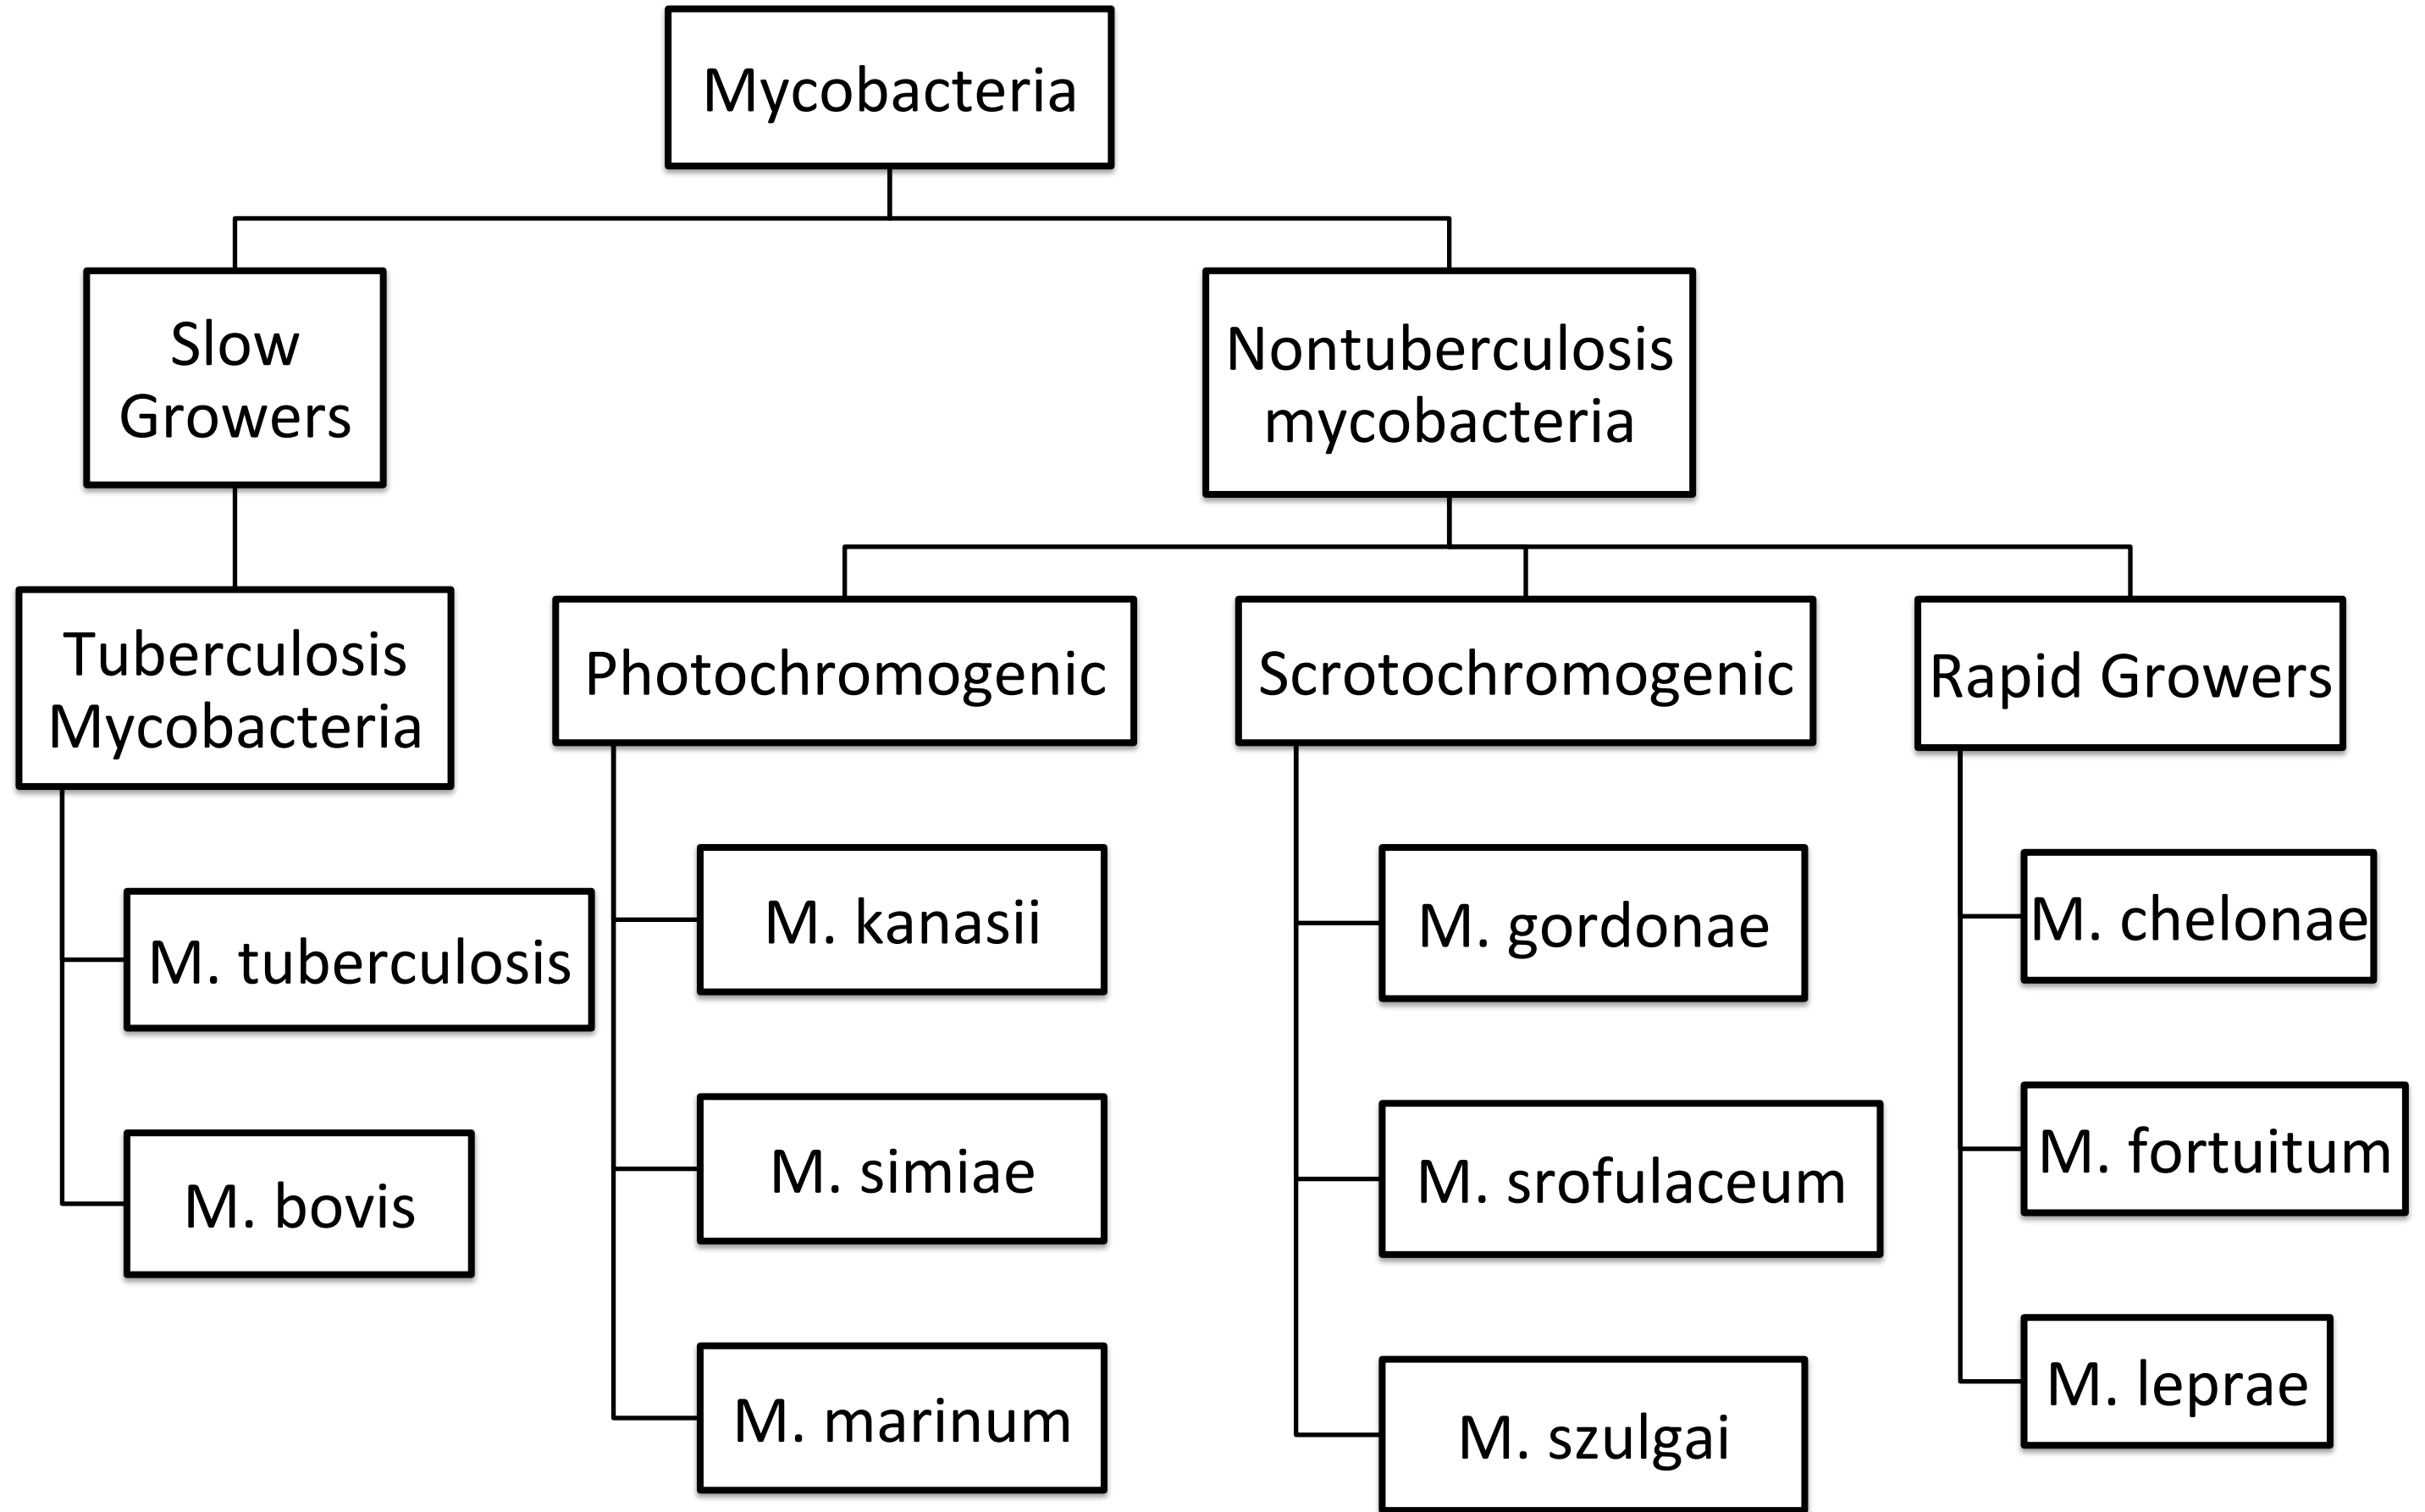 Mycobacteria
Slow
Growers
Nontuberculosis
mycobacteria
Tuberculosis
Mycobacteria
Photochromogenic
Scrotochromogenic
Rapid Growers
M. tuberculosis
M. bovis
M. kanasii
M. simiae
M. marinum
M. gordonae
M. srofulaceum
M. szulgai
M. chelonae
M. fortuitum
M. leprae